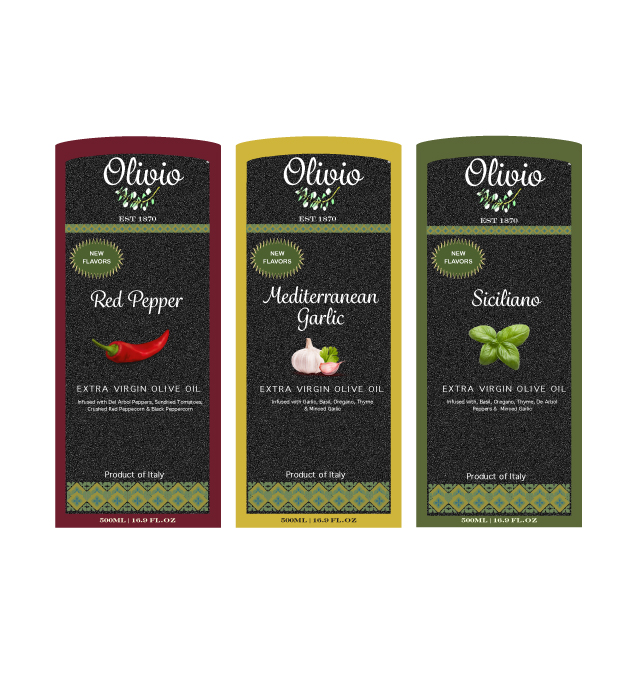 Olivio
EST 1870
NEW
FLAVORS
Red Pepper
EXTRA VIRGIN OLIVE OIL
Infused with Del Arbol Peppers, Sundried Tomatoes,
Crushed Red Peppecorn & Black Peppercorn
Product of Italy
500ML | 16.9 FL.OZ
Olivio
EST 1870
NEW
FLAVORS
Mediterranean
Garlic
EXTRA VIRGIN OLIVE OIL
Infused with Garlic, Basil, Oregano, Thyme
& Minced Garlic
Product of Italy
500ML | 16.9 FL.OZ
Olivio
EST 1870
NEW
FLAVORS
Siciliano
EXTRA VIRGIN OLIVE OIL
Infused with, Basil, Oregano, Thyme, De Arbol
Peppers & Minced Garlic
Product of Italy
500ML | 16.9 FL.OZ